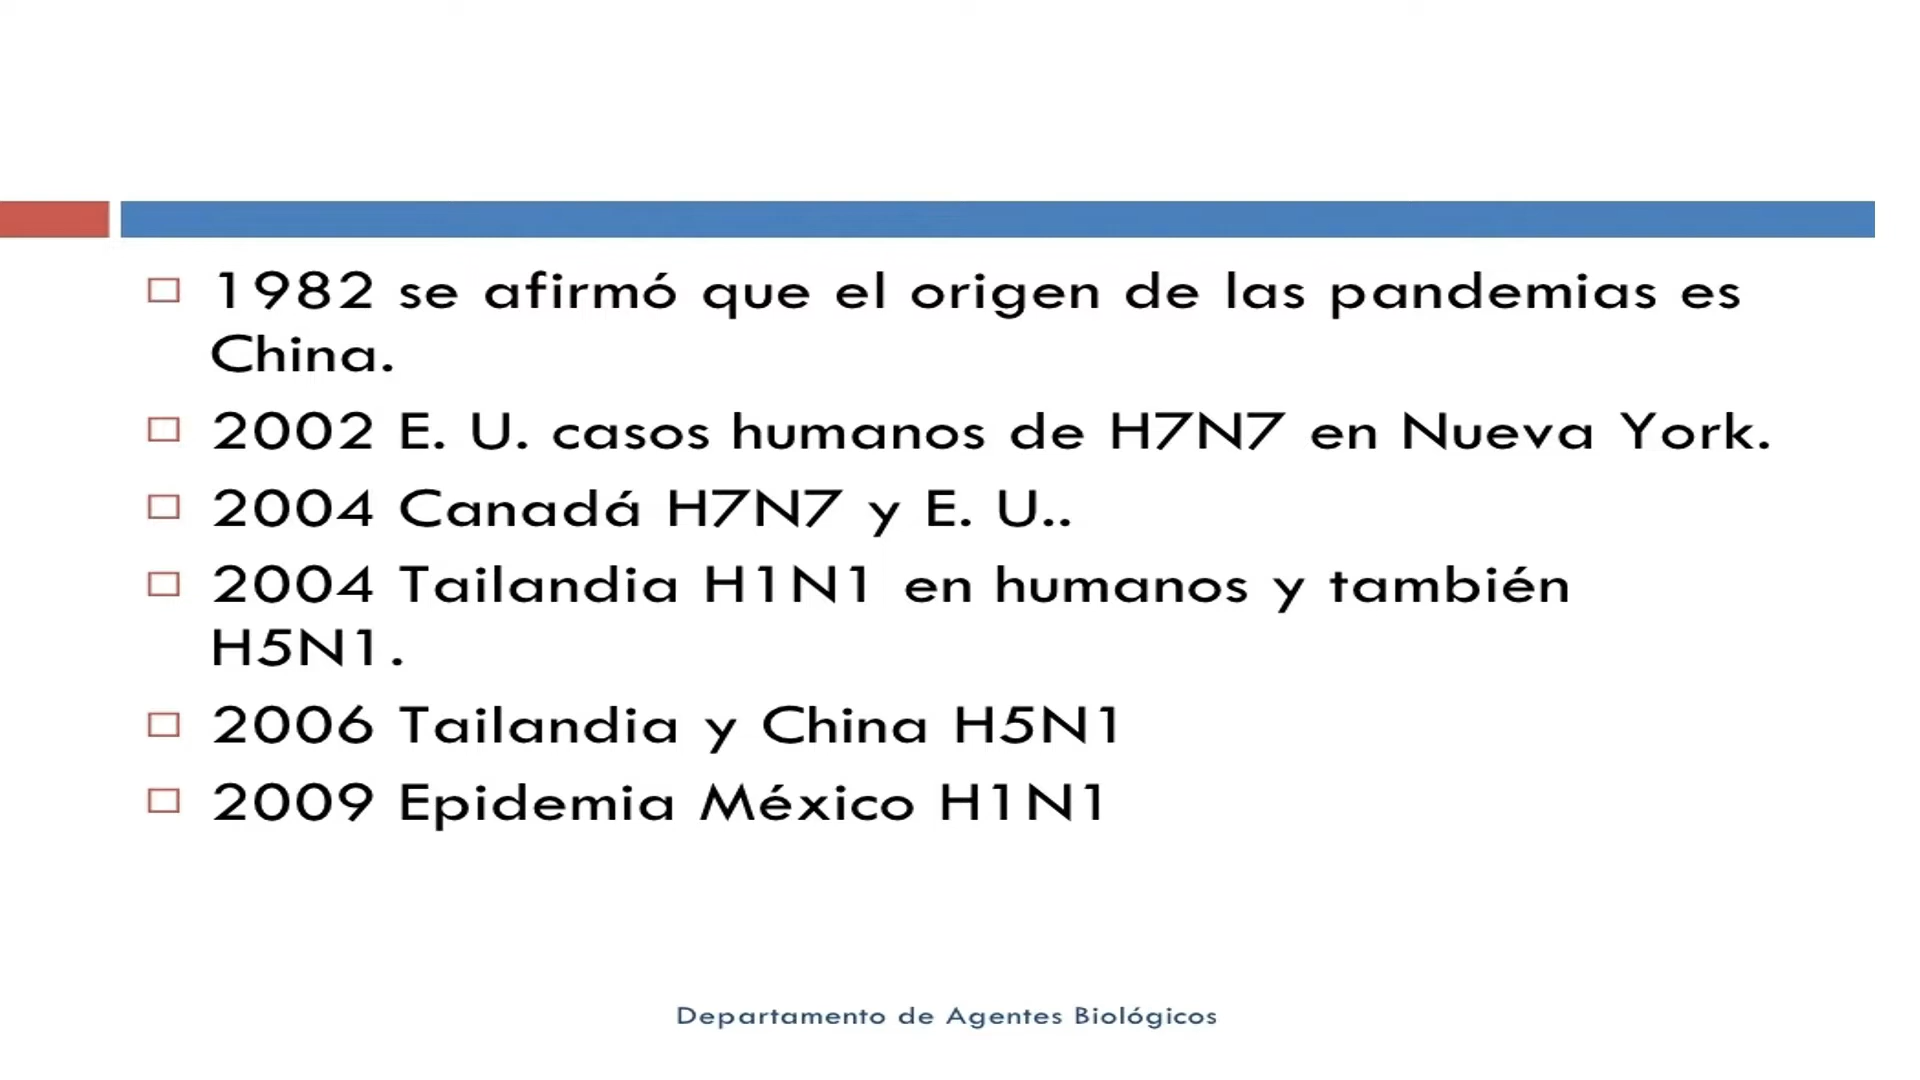 1982 se afirmó que el origen de las pandemias es
China.
2002 E. U. casos humanos de H7N7 en Nueva York.
2004 Canadá H7N7 y E. U..
2004 Tailandia H1N1 en humanos y también
H5N1.
2006 Tailandia y China H5N1
2009 Epidemia México H1N1
Departamento de Agentes Biológicos